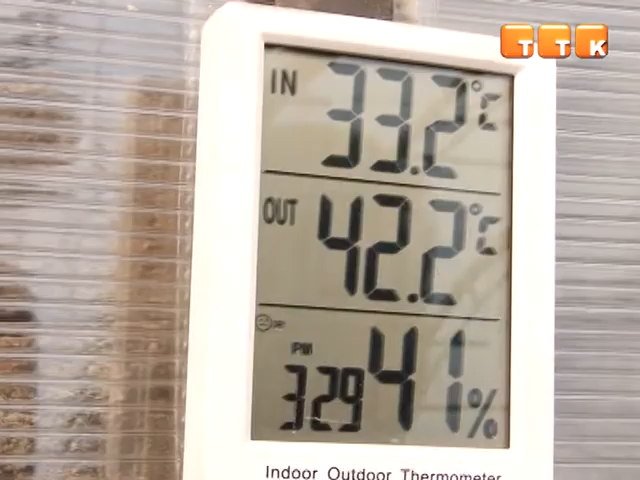 TTK
IN 33.2°C
OUT 42.2°C
PM
3:29 41%
Indoor Outdoor Thermometer